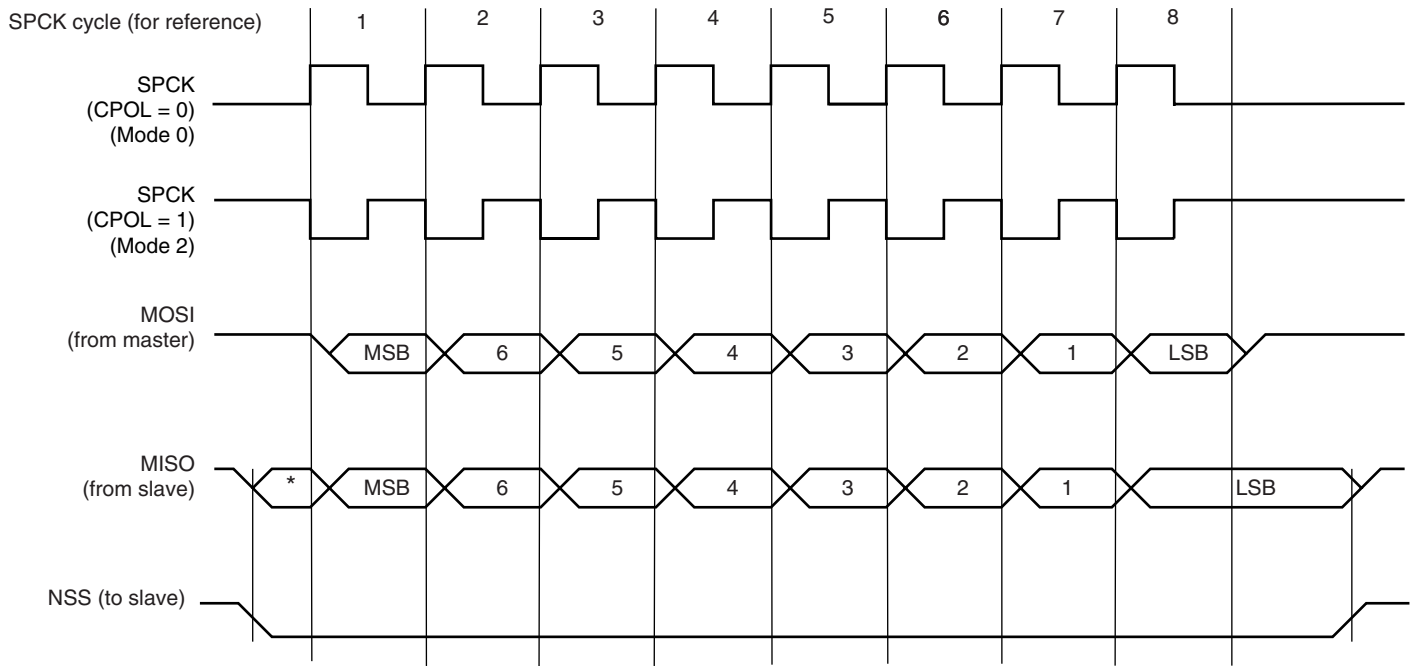 SPCK cycle (for reference) 1 2 3 4 5 6 7 8
SPCK
(CPOL = 0)
(Mode 0)
SPCK
(CPOL = 1)
(Mode 2)
MOSI
(from master)
MSB 6 5 4 3 2 1 LSB
MISO
(from slave)
* MSB 6 5 4 3 2 1 LSB
NSS (to slave)